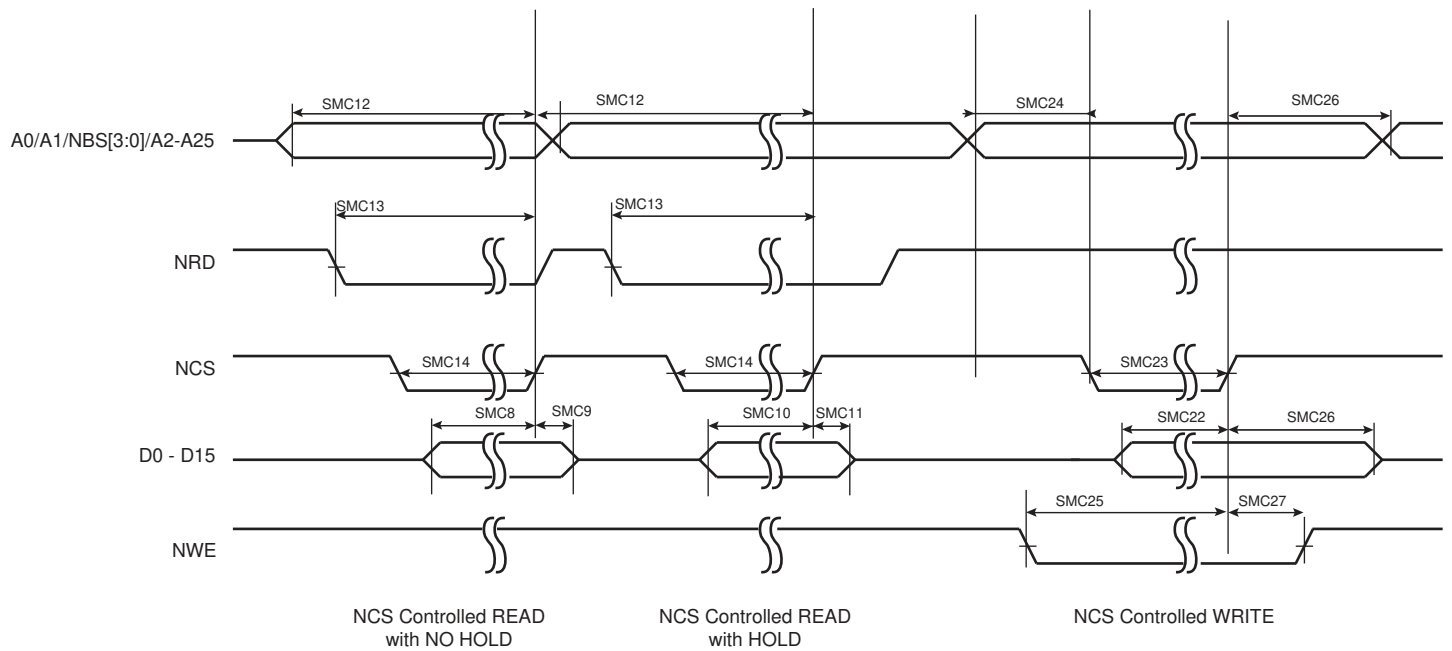 SMC12
SMC12
SMC24
SMC26
A0/A1/NBS[3:0]/A2-A25
SMC13
SMC13
NRD
SMC14
SMC14
SMC23
NCS
SMC8
SMC9
SMC10
SMC11
SMC22
SMC26
D0 - D15
SMC25
SMC27
NWE
NCS Controlled READ
with NO HOLD
NCS Controlled READ
with HOLD
NCS Controlled WRITE